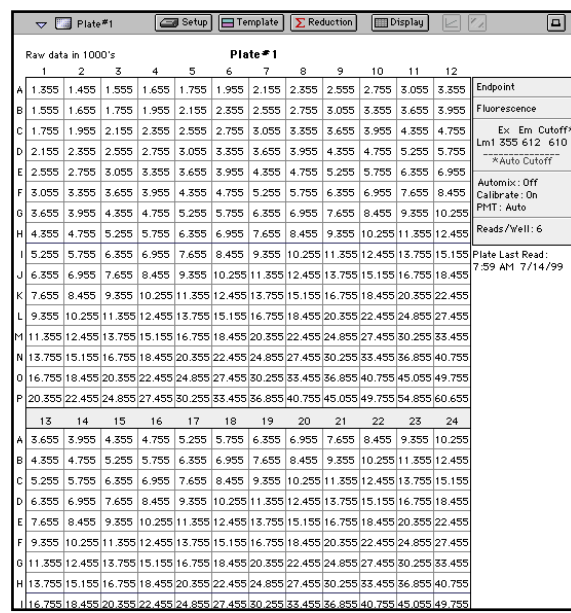 Plate#1 Setup Template Reduction Display
Raw data in 1000's Plate#1
1 2 3 4 5 6 7 8 9 10 11 12
A 1.355 1.455 1.555 1.655 1.755 1.955 2.155 2.355 2.555 2.755 3.055 3.355
B 1.555 1.655 1.755 1.955 2.155 2.355 2.555 2.755 3.055 3.355 3.655 3.955
C 1.755 1.955 2.155 2.355 2.555 2.755 3.055 3.355 3.655 3.955 4.355 4.755
D 2.155 2.355 2.555 2.755 3.055 3.355 3.655 3.955 4.355 4.755 5.255 5.755
E 2.555 2.755 3.055 3.355 3.655 3.955 4.355 4.755 5.255 5.755 6.355 6.955
F 3.055 3.355 3.655 3.955 4.355 4.755 5.255 5.755 6.355 6.955 7.655 8.455
G 3.655 3.955 4.355 4.755 5.255 5.755 6.355 6.955 7.655 8.455 9.355 10.255
H 4.355 4.755 5.255 5.755 6.355 6.955 7.655 8.455 9.355 10.255 11.355 12.455
I 5.255 5.755 6.355 6.955 7.655 8.455 9.355 10.255 11.355 12.455 13.755 15.155
J 6.355 6.955 7.655 8.455 9.355 10.255 11.355 12.455 13.755 15.155 16.755 18.455
K 7.655 8.455 9.355 10.255 11.355 12.455 13.755 15.155 16.755 18.455 20.355 22.455
L 9.355 10.255 11.355 12.455 13.755 15.155 16.755 18.455 20.355 22.455 24.855 27.455
M 11.355 12.455 13.755 15.155 16.755 18.455 20.355 22.455 24.855 27.455 30.255 33.455
N 13.755 15.155 16.755 18.455 20.355 22.455 24.855 27.455 30.255 33.455 36.855 40.755
O 16.755 18.455 20.355 22.455 24.855 27.455 30.255 33.455 36.855 40.755 45.055 49.755
P 20.355 22.455 24.855 27.455 30.255 33.455 36.855 40.755 45.055 49.755 54.855 60.655
Endpoint
Fluorescence
Ex Em Cutoff*
Lm1 355 612 610
*Auto Cutoff
Automix: Off
Calibrate: On
PMT: Auto
Reads/Well: 6
Plate Last Read:
7:59 AM 7/14/99
13 14 15 16 17 18 19 20 21 22 23 24
A 3.655 3.955 4.355 4.755 5.255 5.755 6.355 6.955 7.655 8.455 9.355 10.255
B 4.355 4.755 5.255 5.755 6.355 6.955 7.655 8.455 9.355 10.255 11.355 12.455
C 5.255 5.755 6.355 6.955 7.655 8.455 9.355 10.255 11.355 12.455 13.755 15.155
D 6.355 6.955 7.655 8.455 9.355 10.255 11.355 12.455 13.755 15.155 16.755 18.455
E 7.655 8.455 9.355 10.255 11.355 12.455 13.755 15.155 16.755 18.455 20.355 22.455
F 9.355 10.255 11.355 12.455 13.755 15.155 16.755 18.455 20.355 22.455 24.855 27.455
G 11.355 12.455 13.755 15.155 16.755 18.455 20.355 22.455 24.855 27.455 30.255 33.455
H 13.755 15.155 16.755 18.455 20.355 22.455 24.855 27.455 30.255 33.455 36.855 40.755
I 16.755 18.455 20.355 22.455 24.855 27.455 30.255 33.455 36.855 40.755 45.055 49.755